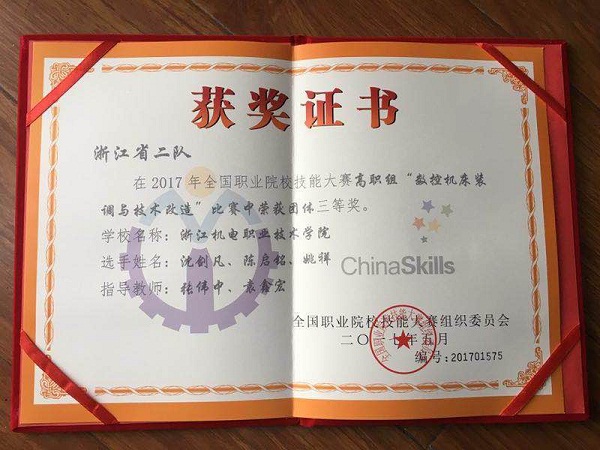 获奖证书
浙江省二队
在2017年全国职业院校技能大赛高职组“数控机床装
调与技术改造”比赛中荣获团体三等奖。
学校名称：浙江机电职业技术学院
选手姓名：沈剑凡、陈启铭、姚祥
指导教师：张伟中、袁鑫宏
ChinaSkills
全国职业院校技能大赛组织委员会
二〇一七年五月
编号:201701575